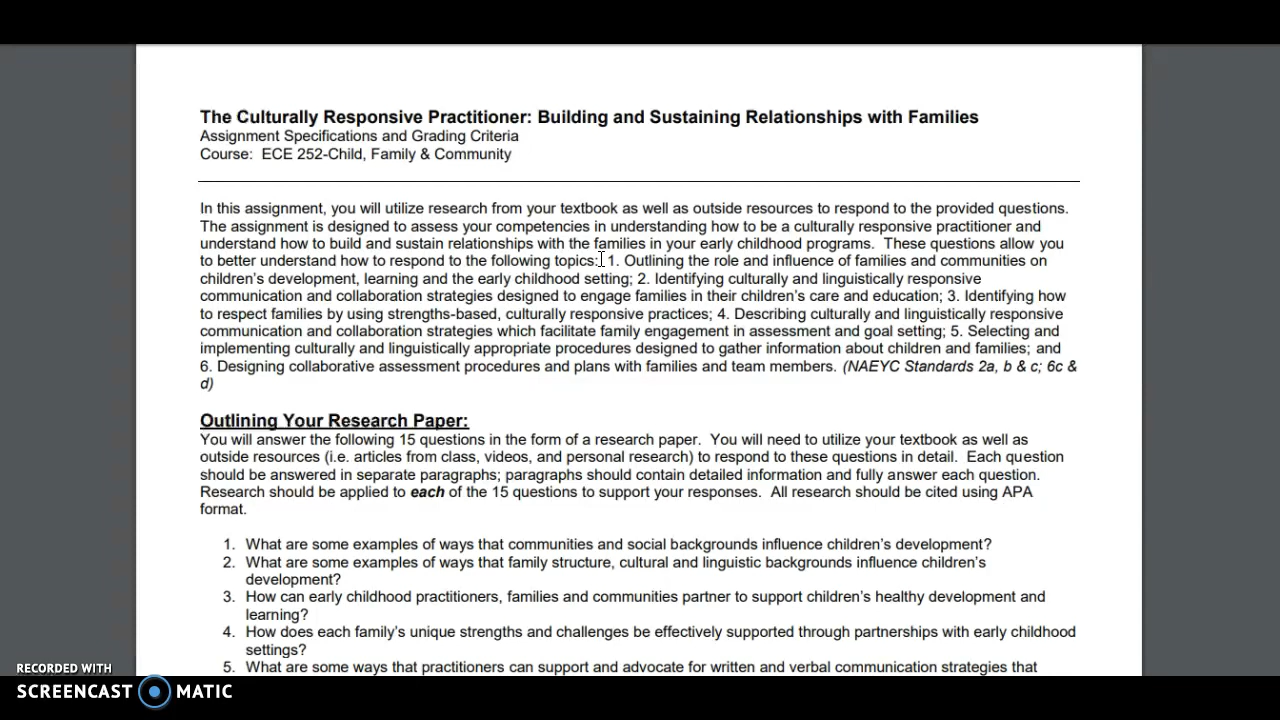 The Culturally Responsive Practitioner: Building and Sustaining Relationships with Families
Assignment Specifications and Grading Criteria
Course: ECE 252-Child, Family & Community
In this assignment, you will utilize research from your textbook as well as outside resources to respond to the provided questions.
The assignment is designed to assess your competencies in understanding how to be a culturally responsive practitioner and
understand how to build and sustain relationships with the families in your early childhood programs. These questions allow you
to better understand how to respond to the following topics: 1. Outlining the role and influence of families and communities on
children's development, learning and the early childhood setting; 2. Identifying culturally and linguistically responsive
communication and collaboration strategies designed to engage families in their children's care and education; 3. Identifying how
to respect families by using strengths-based, culturally responsive practices; 4. Describing culturally and linguistically responsive
communication and collaboration strategies which facilitate family engagement in assessment and goal setting; 5. Selecting and
implementing culturally and linguistically appropriate procedures designed to gather information about children and families; and
6. Designing collaborative assessment procedures and plans with families and team members. (NAEYC Standards 2a, b & c; 6c &
d)
Outlining Your Research Paper:
You will answer the following 15 questions in the form of a research paper. You will need to utilize your textbook as well as
outside resources (i.e. articles from class, videos, and personal research) to respond to these questions in detail. Each question
should be answered in separate paragraphs; paragraphs should contain detailed information and fully answer each question.
Research should be applied to each of the 15 questions to support your responses. All research should be cited using APA
format.
1. What are some examples of ways that communities and social backgrounds influence children's development?
2. What are some examples of ways that family structure, cultural and linguistic backgrounds influence children's
development?
3. How can early childhood practitioners, families and communities partner to support children's healthy development and
learning?
4. How does each family's unique strengths and challenges be effectively supported through partnerships with early childhood
settings?
5. What are some ways that practitioners can support and advocate for written and verbal communication strategies that
RECORDED WITH
SCREENCAST MATIC